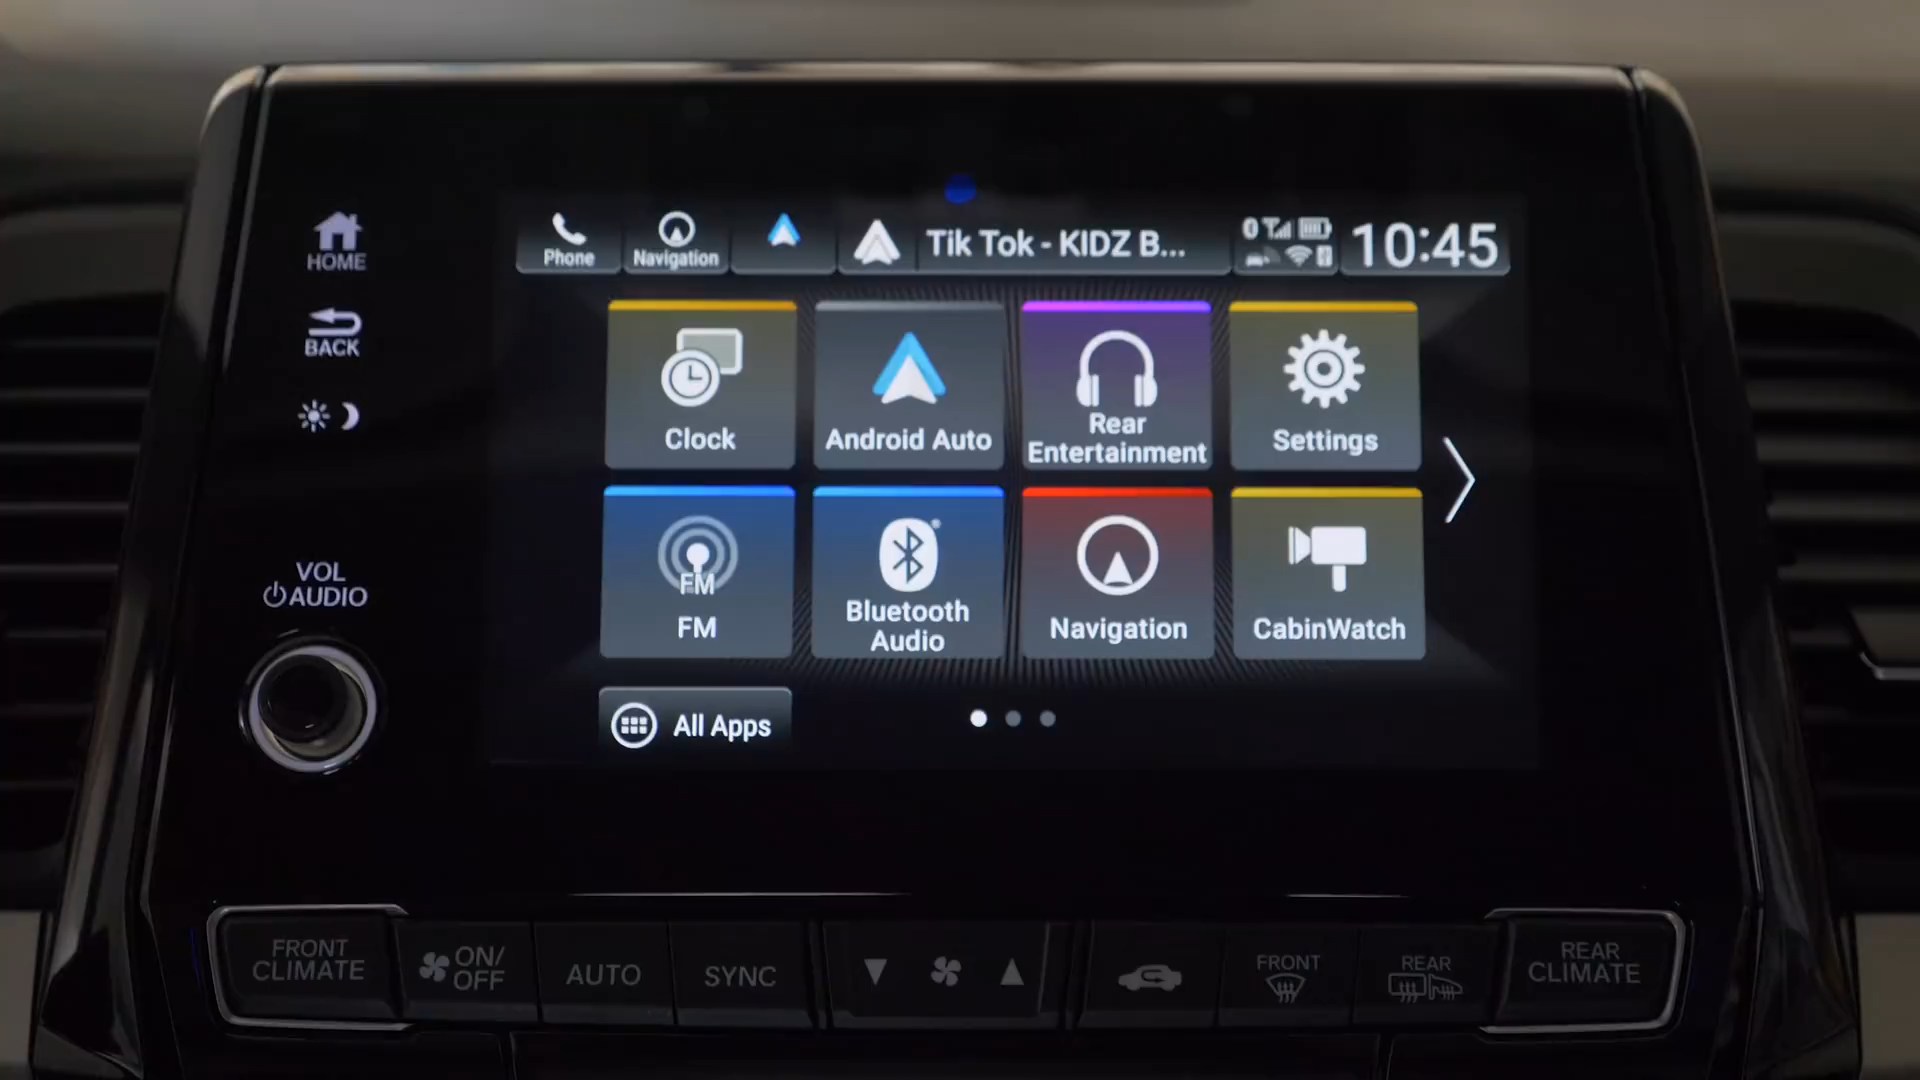 HOME
BACK
VOL
AUDIO
Phone
Navigation
Tik Tok - KIDZ B...
10:45
Clock
Android Auto
Rear
Entertainment
Settings
FM
FM
Bluetooth
Audio
Navigation
CabinWatch
All Apps
FRONT
CLIMATE
ON/
OFF
AUTO
SYNC
FRONT
REAR
REAR
CLIMATE